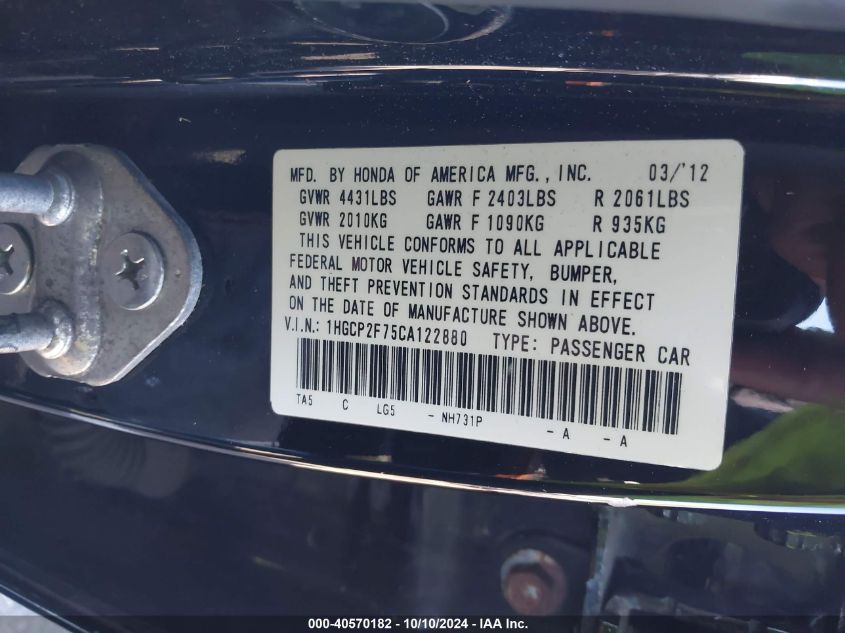 MFD. BY HONDA OF AMERICA MFG., INC. 03/'12
GVWR 4431LBS GAWR F 2403LBS R 2061LBS
GVWR 2010KG GAWR F 1090KG R 935KG
THIS VEHICLE CONFORMS TO ALL APPLICABLE
FEDERAL MOTOR VEHICLE SAFETY, BUMPER,
AND THEFT PREVENTION STANDARDS IN EFFECT
ON THE DATE OF MANUFACTURE SHOWN ABOVE.
V.I.N.: 1HGCP2F75CA122880 TYPE: PASSENGER CAR
TA5 C LG5 - NH731P - A - A
000-40570182 - 10/10/2024 - IAAI.com. Copyright IAA, Inc.